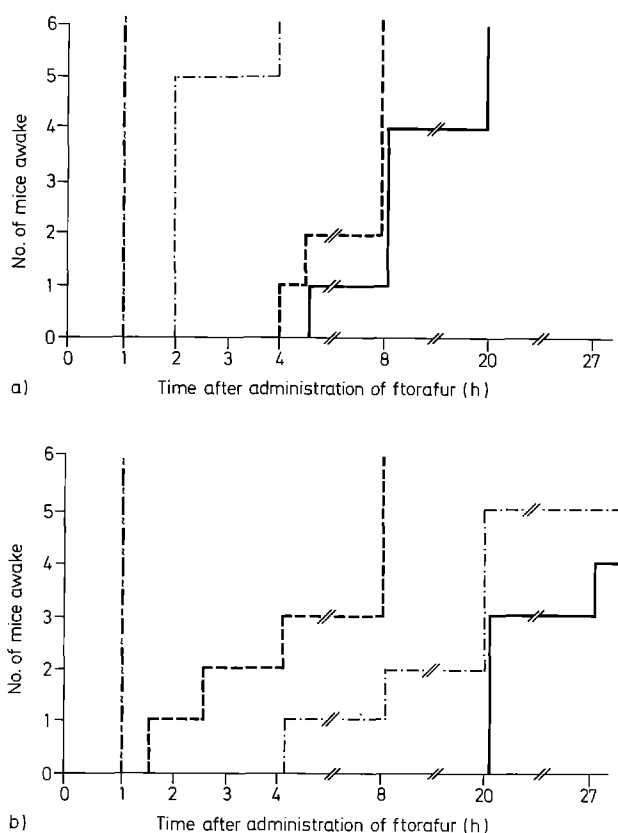 6
5
4
3
2
1
0
No. of mice awake
0 1 2 3 4 8 20 27
a) Time after administration of ftorafur (h)
6
5
4
3
2
1
0
No. of mice awake
0 1 2 3 4 8 20 27
b) Time after administration of ftorafur (h)